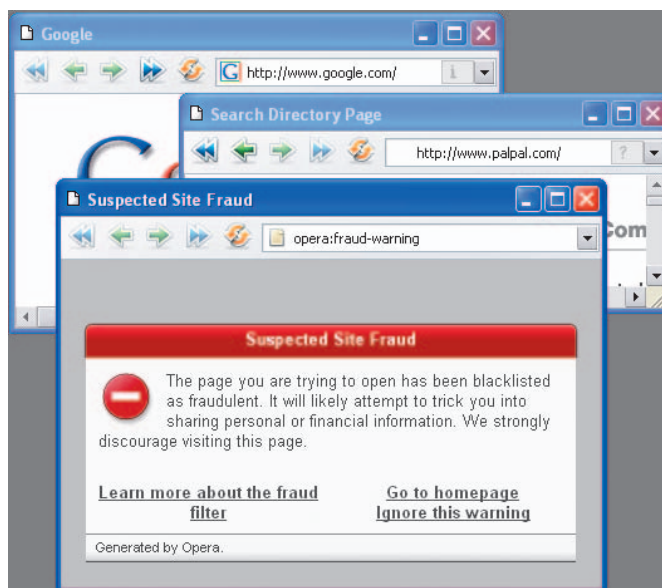 Google
http://www.google.com/
i
Search Directory Page
http://www.palpal.com/
?
Com
Suspected Site Fraud
opera:fraud-warning
Suspected Site Fraud
The page you are trying to open has been blacklisted
as fraudulent. It will likely attempt to trick you into
sharing personal or financial information. We strongly
discourage visiting this page.
Learn more about the fraud
filter
Go to homepage
Ignore this warning
Generated by Opera.